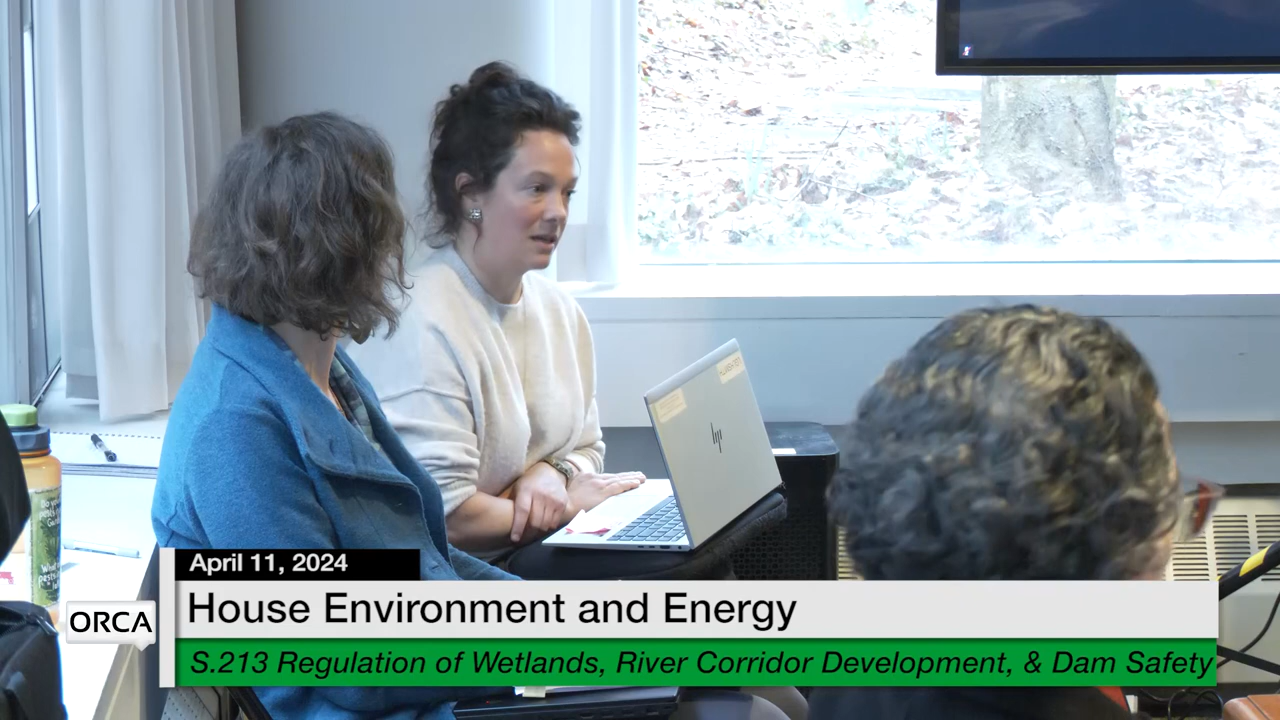 hp
April 11, 2024
ORCA
House Environment and Energy
S.213 Regulation of Wetlands, River Corridor Development, & Dam Safety